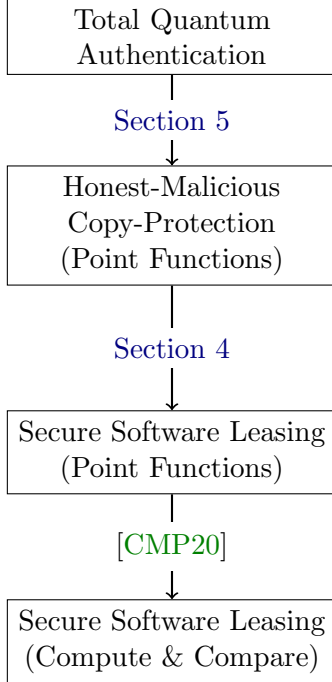 Total Quantum
Authentication
Section 5
Honest-Malicious
Copy-Protection
(Point Functions)
Section 4
Secure Software Leasing
(Point Functions)
[CMP20]
Secure Software Leasing
(Compute & Compare)